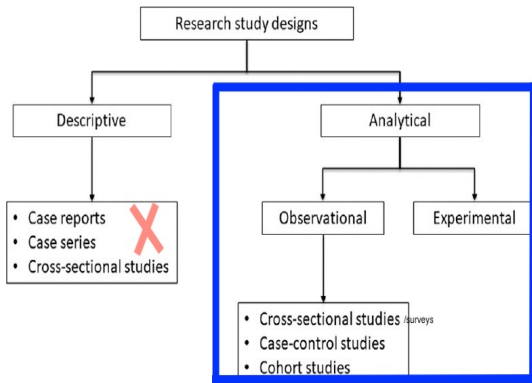 Research study designs
Descriptive
Analytical
• Case reports
• Case series
• Cross-sectional studies
Observational
Experimental
• Cross-sectional studies /surveys
• Case-control studies
• Cohort studies